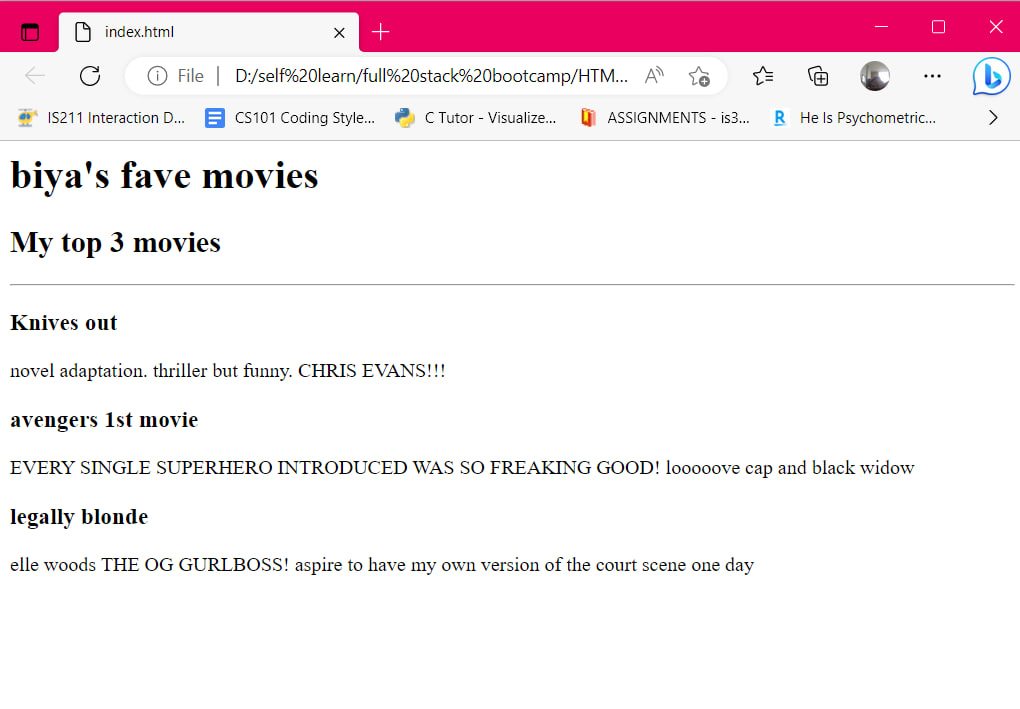 index.html
File
D:/self%20learn/full%20stack%20bootcamp/HTM...
IS211 Interaction D... CS101 Coding Style... C Tutor - Visualize... ASSIGNMENTS - is3... R He Is Psychometric...
biya's fave movies
My top 3 movies
Knives out
novel adaptation. thriller but funny. CHRIS EVANS!!!
avengers 1st movie
EVERY SINGLE SUPERHERO INTRODUCED WAS SO FREAKING GOOD! looooove cap and black widow
legally blonde
elle woods THE OG GURLBOSS! aspire to have my own version of the court scene one day